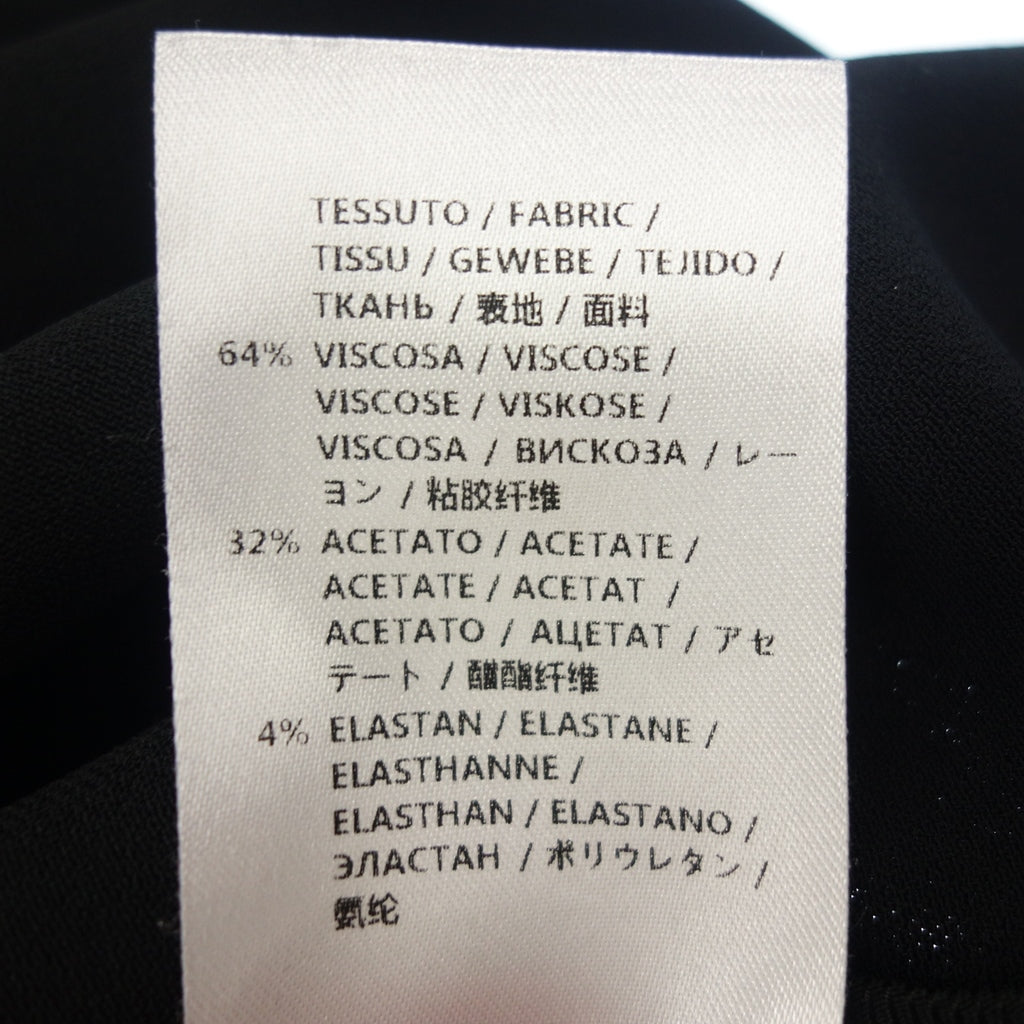 TESSUTO / FABRIC /
TISSU / GEWEBE / TEJIDO /
ТКАНЬ / 表地 / 面料
64% VISCOSA / VISCOSE /
VISCOSE / VISKOSE /
VISCOSA / ВИСКОЗА / レー
ヨン / 粘胶纤维
32% ACETATO / ACETATE /
ACETATE / ACETAT /
ACETATO / АЦЕТАТ / アセ
テート / 醋酯纤维
4% ELASTAN / ELASTANE /
ELASTHANNE /
ELASTHAN / ELASTANO /
ЭЛАСТАН / ポリウレタン /
氨纶